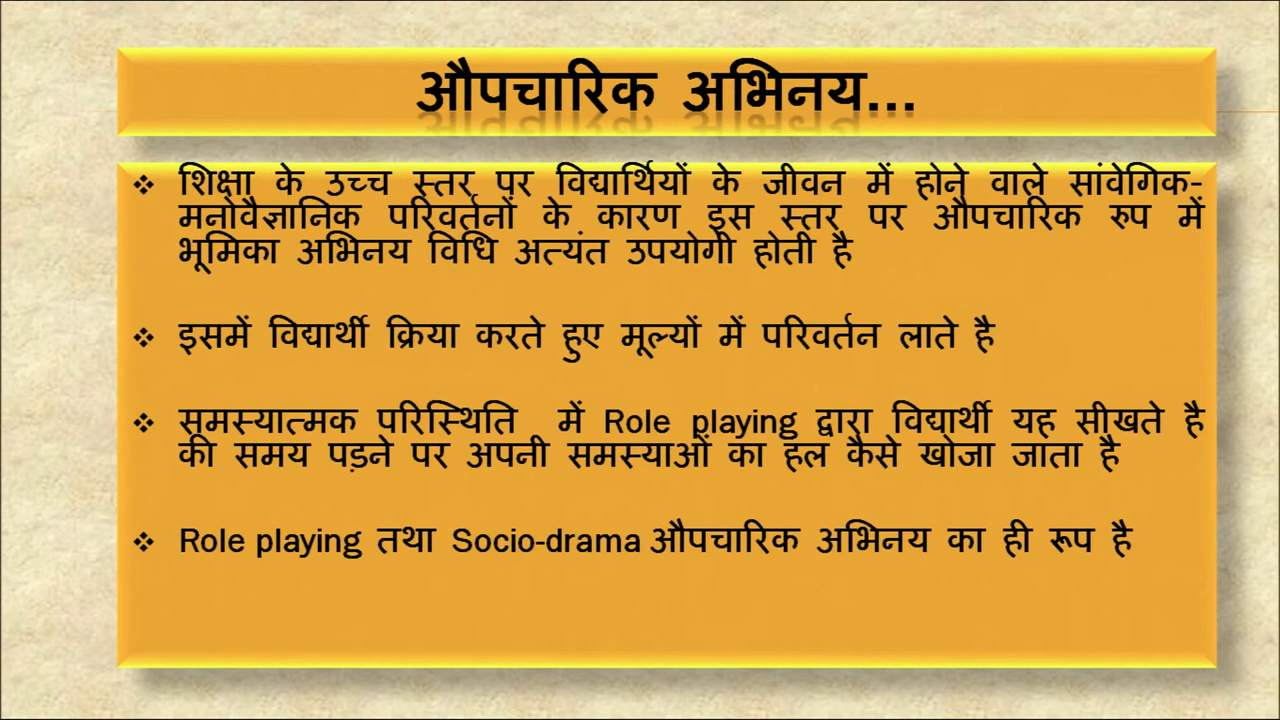 औपचारिक अभिनय...
❖ शिक्षा के उच्च स्तर पर विद्यार्थियों के जीवन में होने वाले सांवेगिक-
मनोवैज्ञानिक परिवर्तनों के कारण इस स्तर पर औपचारिक रुप में
भूमिका अभिनय विधि अत्यंत उपयोगी होती है
❖ इसमें विद्यार्थी क्रिया करते हुए मूल्यों में परिवर्तन लाते है
❖ समस्यात्मक परिस्थिति में Role playing द्वारा विद्यार्थी यह सीखते है
की समय पड़ने पर अपनी समस्याओं का हल कैसे खोजा जाता है
❖ Role playing तथा Socio-drama औपचारिक अभिनय का ही रूप है